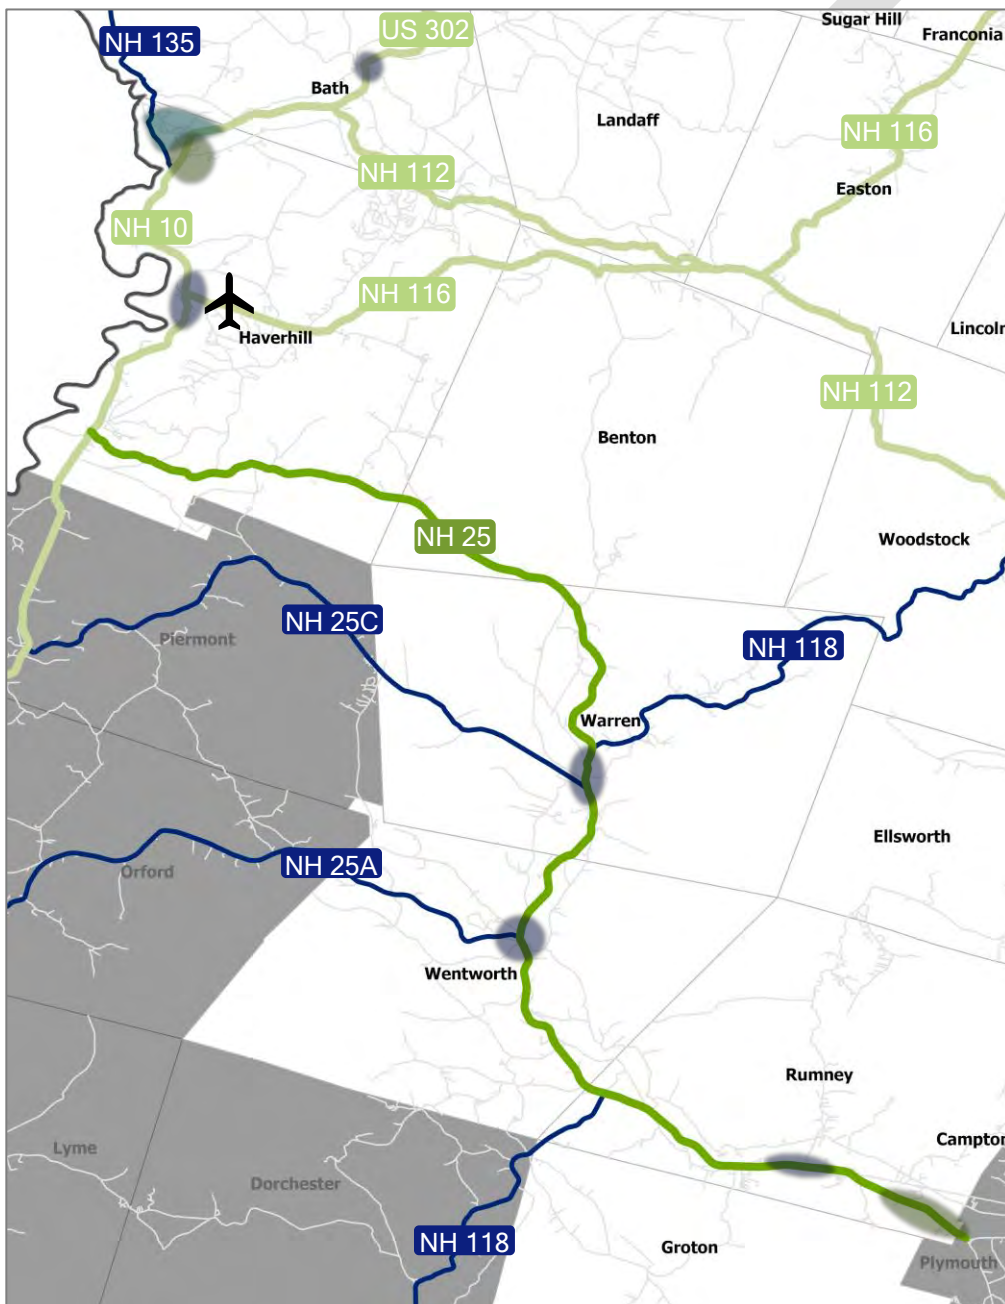 Sugar Hill
US 302
Franconia
NH 135
Bath
Landaff
NH 116
NH 112
Easton
NH 10
NH 116
Haverhill
Lincoln
NH 112
Benton
NH 25
Woodstock
NH 25C
Piermont
NH 118
Warren
Ellsworth
NH 25A
Orford
Wentworth
Rumney
Campton
Lyme
Dorchester
NH 118
Groton
Plymouth